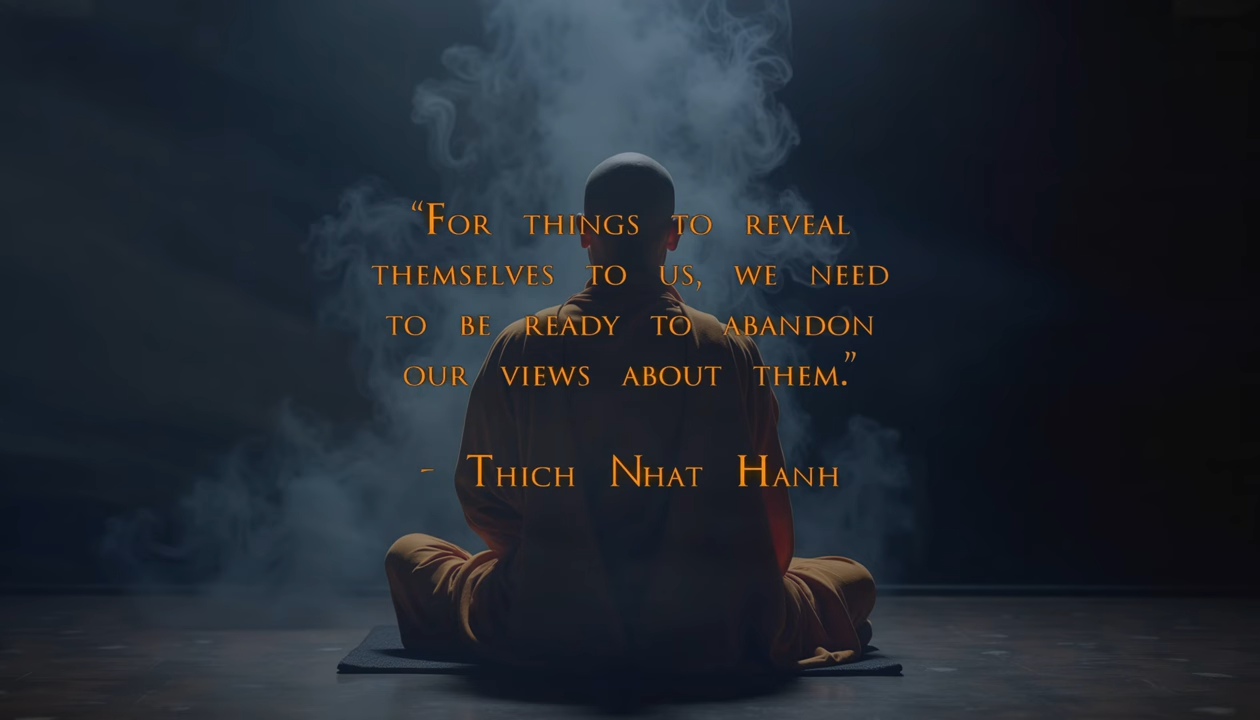 “For things to reveal
themselves to us, we need
to be ready to abandon
our views about them.”
- Thich Nhat Hanh